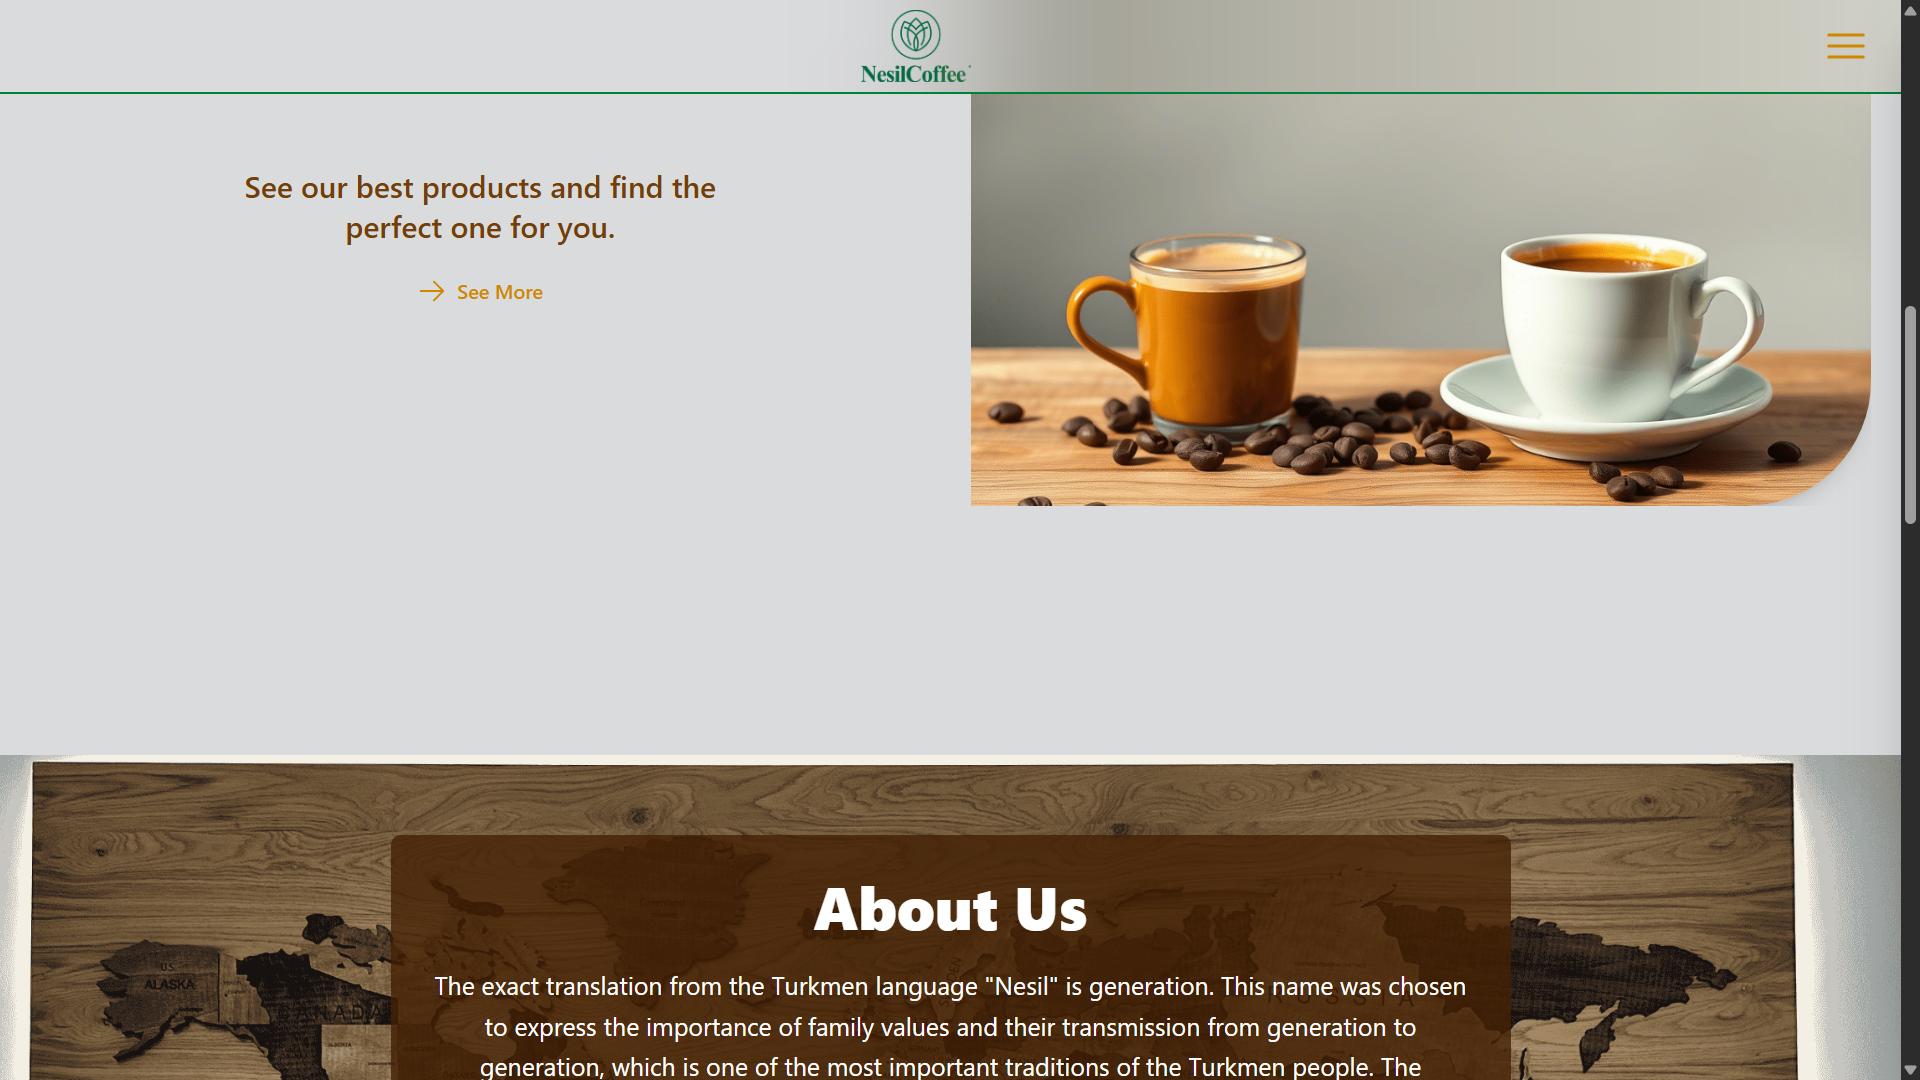 NesilCoffee
See our best products and find the
perfect one for you.
See More
About Us
The exact translation from the Turkmen language "Nesil" is generation. This name was chosen
to express the importance of family values and their transmission from generation to
generation, which is one of the most important traditions of the Turkmen people. The
U.S.
ALASKA
CANADA
RUSSIA